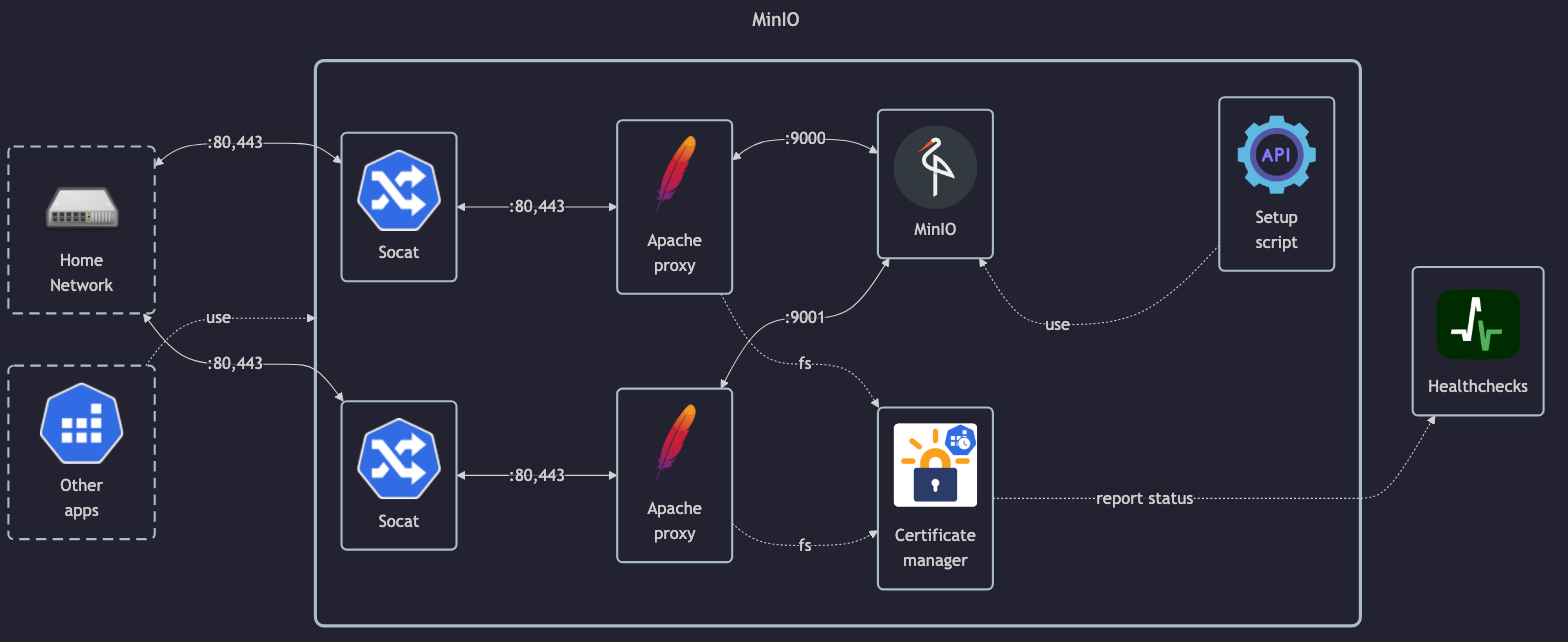 MinIO
:80,443
Home
Network
Socat
:80,443
Apache
proxy
:9000
MinIO
API
Setup
script
use
:9001
use
:80,443
fs
Healthchecks
Other
apps
Socat
:80,443
Apache
proxy
fs
Certificate
manager
report status